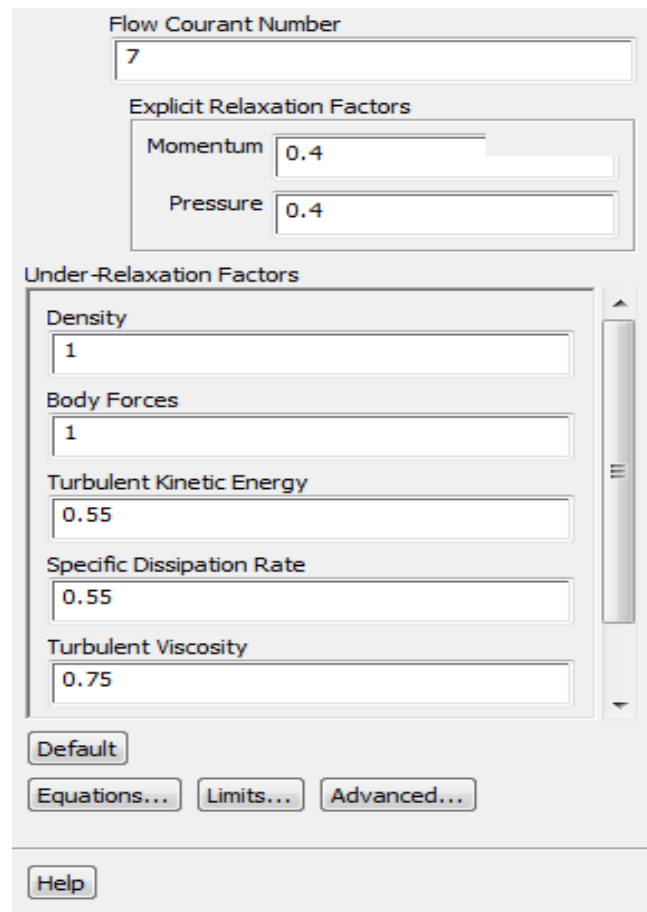 Flow Courant Number
7
Explicit Relaxation Factors
Momentum 0.4
Pressure 0.4
Under-Relaxation Factors
Density
1
Body Forces
1
Turbulent Kinetic Energy
0.55
Specific Dissipation Rate
0.55
Turbulent Viscosity
0.75
Default
Equations... Limits... Advanced...
Help